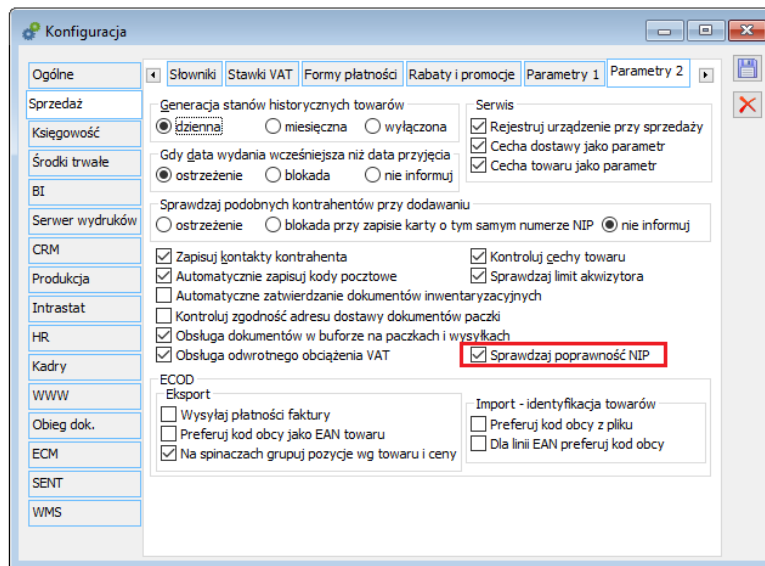 Konfiguracja
Ogólne
Sprzedaż
Księgowość
Środki trwałe
BI
Serwer wydruków
CRM
Produkcja
Intrastat
HR
Kadry
WWW
Obieg dok.
ECM
SENT
WMS
Słowniki Stawki VAT Formy płatności Rabaty i promocje Parametry 1 Parametry 2
Generacja stanów historycznych towarów
dzienna miesięczna wyłączona
Gdy data wydania wcześniejsza niż data przyjęcia
ostrzeżenie blokada nie informuj
Serwis
Rejestruj urządzenie przy sprzedaży
Cecha dostawy jako parametr
Cecha towaru jako parametr
Sprawdzaj podobnych kontrahentów przy dodawaniu
ostrzeżenie blokada przy zapisie karty o tym samym numerze NIP nie informuj
Zapisuj kontakty kontrahenta Kontroluj cechy towaru
Automatycznie zapisuj kody pocztowe Sprawdzaj limit akwizytora
Automatyczne zatwierdzanie dokumentów inwentaryzacyjnych
Kontroluj zgodność adresu dostawy dokumentów paczki
Obsługa dokumentów w buforze na paczkach i wysyłkach
Obsługa odwrotnego obciążenia VAT Sprawdzaj poprawność NIP
ECOD
Eksport
Wysyłaj płatności faktury
Preferuj kod obcy jako EAN towaru
Na spinaczach grupuj pozycje wg towaru i ceny
Import - identyfikacja towarów
Preferuj kod obcy z pliku
Dla linii EAN preferuj kod obcy